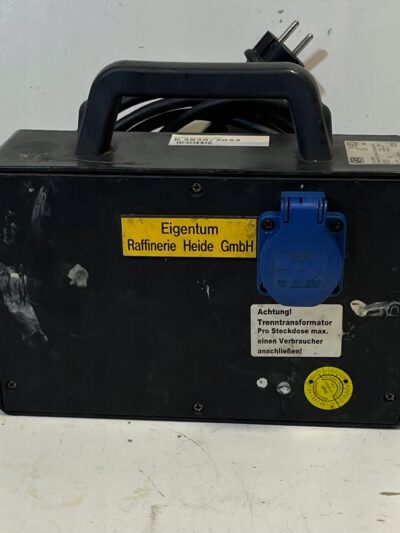 Eigentum
Raffinerie Heide GmbH
Achtung!
Trenntransformator
Pro Steckdose max.
einen Verbraucher
anschließen!